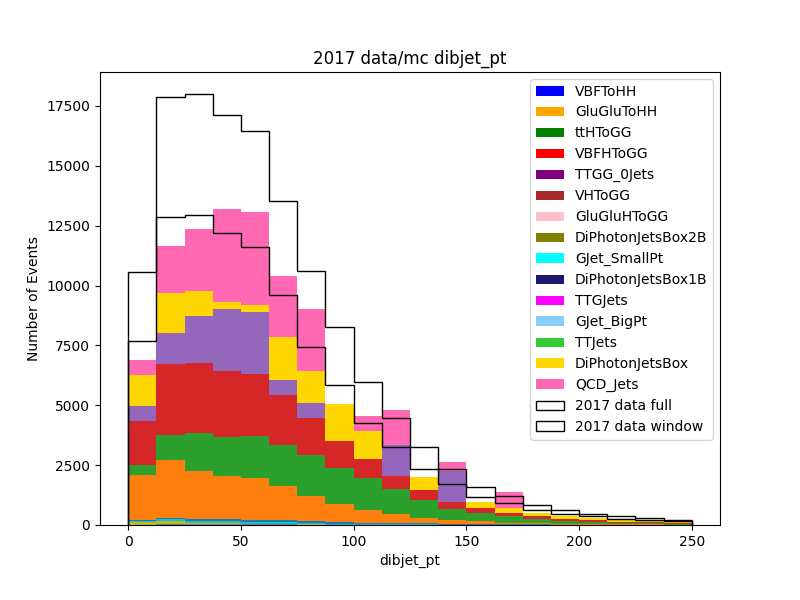 2017 data/mc dibjet_pt
Number of Events
17500
15000
12500
10000
7500
5000
2500
0
0 50 100 150 200 250
dibjet_pt
VBFToHH
GluGluToHH
ttHToGG
VBFHToGG
TTGG_0Jets
VHToGG
GluGluHToGG
DiPhotonJetsBox2B
GJet_SmallPt
DiPhotonJetsBox1B
TTGJets
GJet_BigPt
TTJets
DiPhotonJetsBox
QCD_Jets
2017 data full
2017 data window